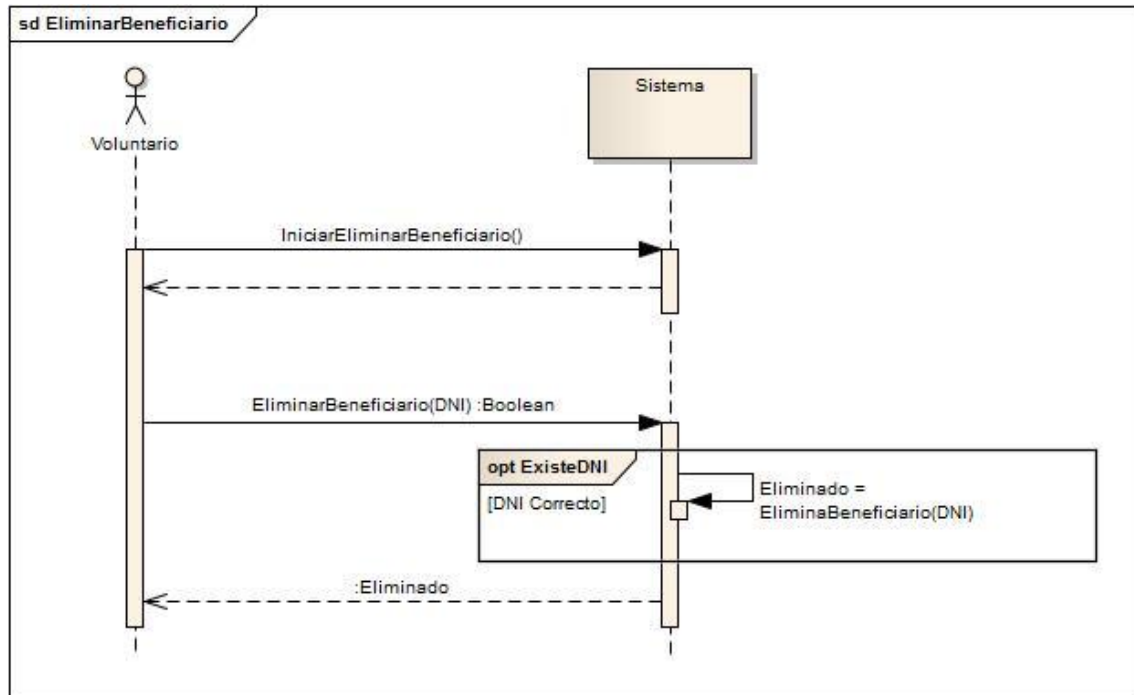 sd EliminarBeneficiario
Voluntario
Sistema
IniciarEliminarBeneficiario()
EliminarBeneficiario(DNI) :Boolean
opt ExisteDNI
[DNI Correcto]
Eliminado =
EliminaBeneficiario(DNI)
:Eliminado